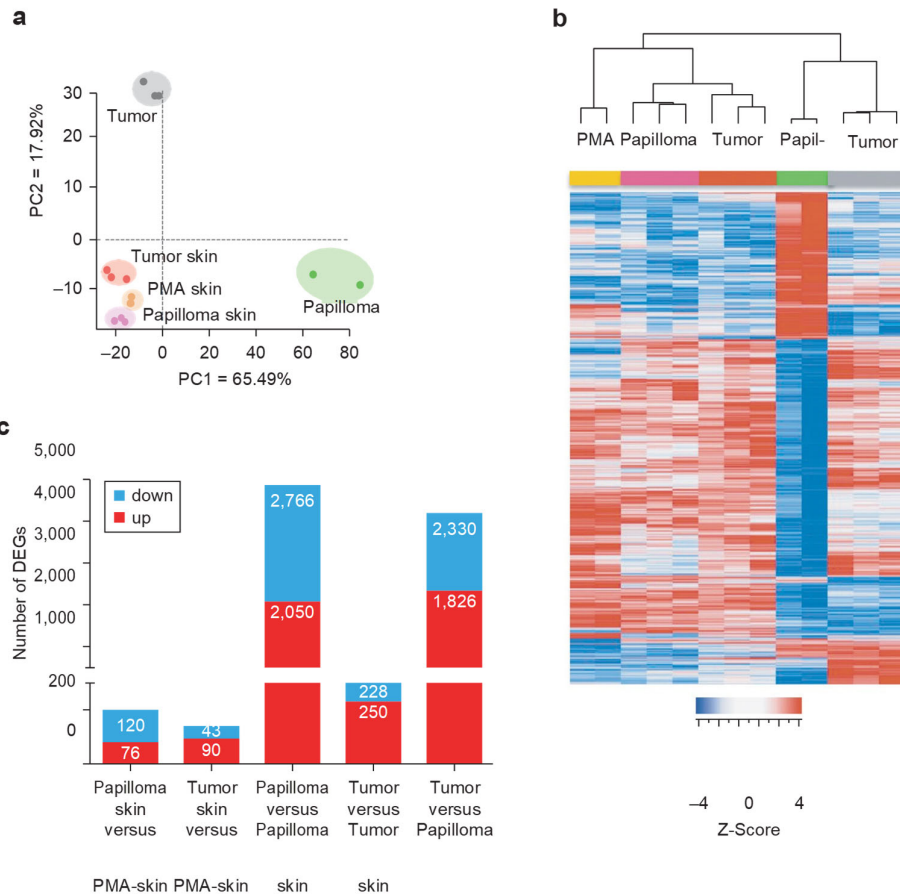 a
30
20
10
0
–10
PC2 = 17.92%
Tumor
Tumor skin
PMA skin
Papilloma skin
Papilloma
–20 0 20 40 60 80
PC1 = 65.49%
b
PMA Papilloma Tumor Papil- Tumor
–4 0 4
Z-Score
c
5,000
4,000
3,000
2,000
1,000
200
0
Number of DEGs
down
up
120
76
43
90
2,766
2,050
228
250
2,330
1,826
Papilloma Tumor Papilloma Tumor Tumor
skin skin versus versus versus
versus versus Papilloma Tumor Papilloma
PMA-skin PMA-skin skin skin